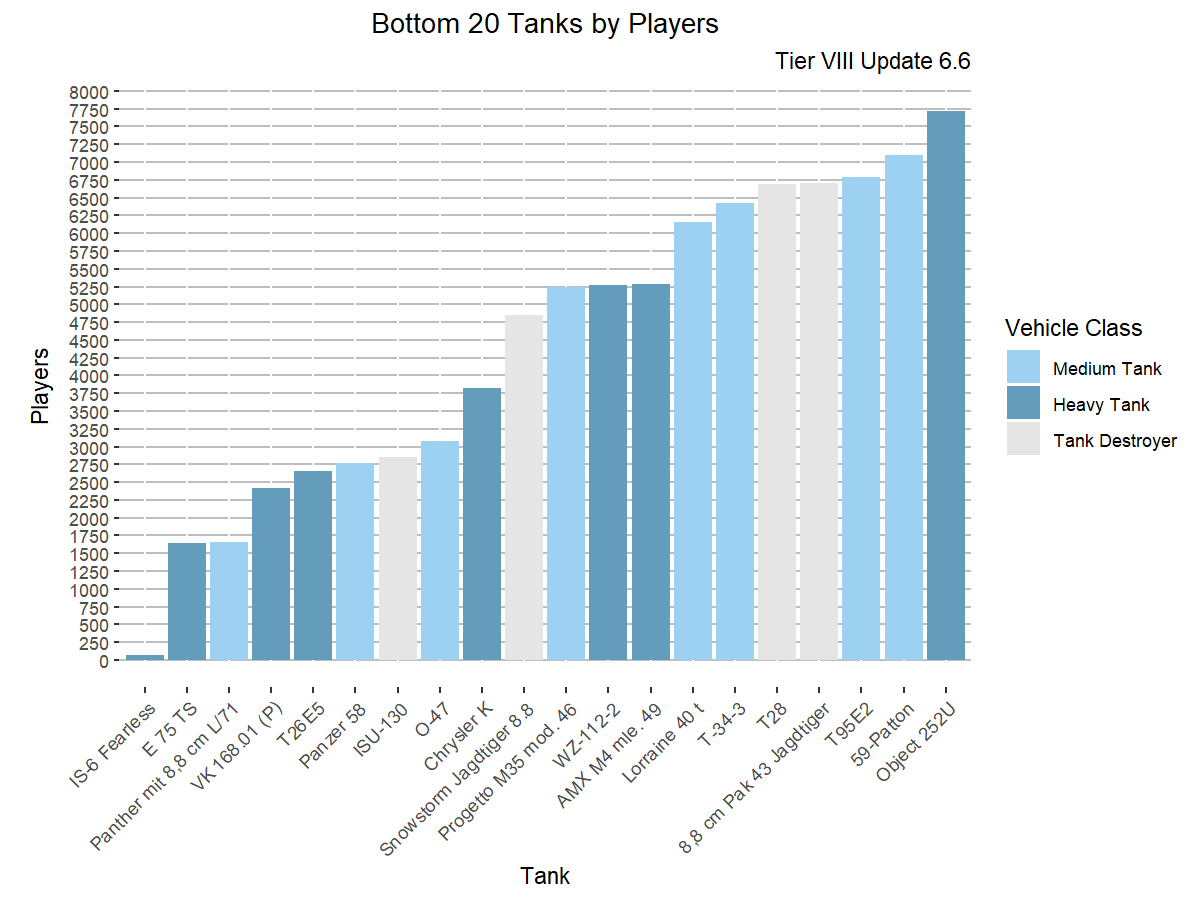 Bottom 20 Tanks by Players
Tier VIII Update 6.6
8000
7750
7500
7250
7000
6750
6500
6250
6000
5750
5500
5250
5000
4750
4500
4250
4000
3750
3500
3250
3000
2750
2500
2250
2000
1750
1500
1250
1000
750
500
250
0
Players
IS-6 Fearless
E 75 TS
Panther mit 8,8 cm L/71
VK 168.01 (P)
T26E5
Panzer 58
ISU-130
O-47
Chrysler K
Snowstorm Jagdtiger 8.8
Progetto M35 mod. 46
WZ-112-2
AMX M4 mle. 49
Lorraine 40 t
T-34-3
T28
8,8 cm Pak 43 Jagdtiger
T95E2
59-Patton
Object 252U
Tank
Vehicle Class
Medium Tank
Heavy Tank
Tank Destroyer